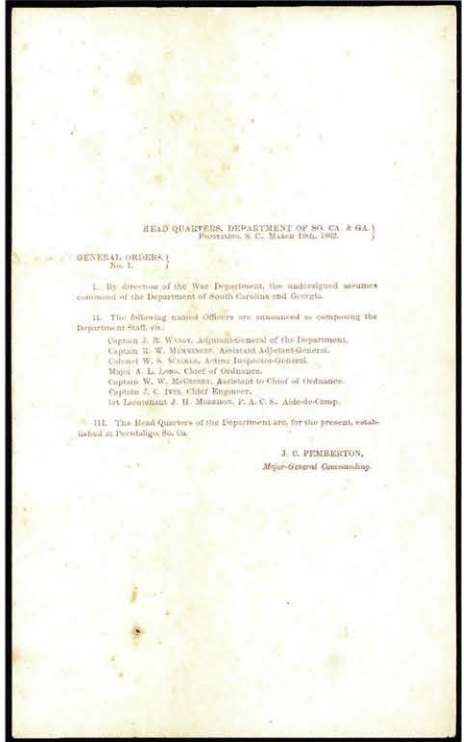 HEAD QUARTERS, DEPARTMENT OF SO. CA. & GA.
POCOTALIGO, S. C., MARCH 19th, 1862.
GENERAL ORDERS,
No. 1.
I. By direction of the War Department, the undersigned assumes
command of the Department of South Carolina and Georgia.
II. The following named Officers are announced as composing the
Department Staff, viz:
Captain J. R. WADDY, Adjutant-General of the Department.
Captain R. W. MEMMINGER, Assistant Adjutant-General.
Colonel W. S. WALKER, Acting Inspector-General.
Major A. L. LONG, Chief of Ordnance.
Captain W. W. McCREERY, Assistant to Chief of Ordnance.
Captain J. C. IVES, Chief Engineer.
1st Lieutenant J. H. MORRISON, P. A. C. S., Aide-de-Camp.
III. The Head Quarters of the Department are, for the present, estab-
lished at Pocotaligo, So. Ca.
J. C. PEMBERTON,
Major-General Commanding.